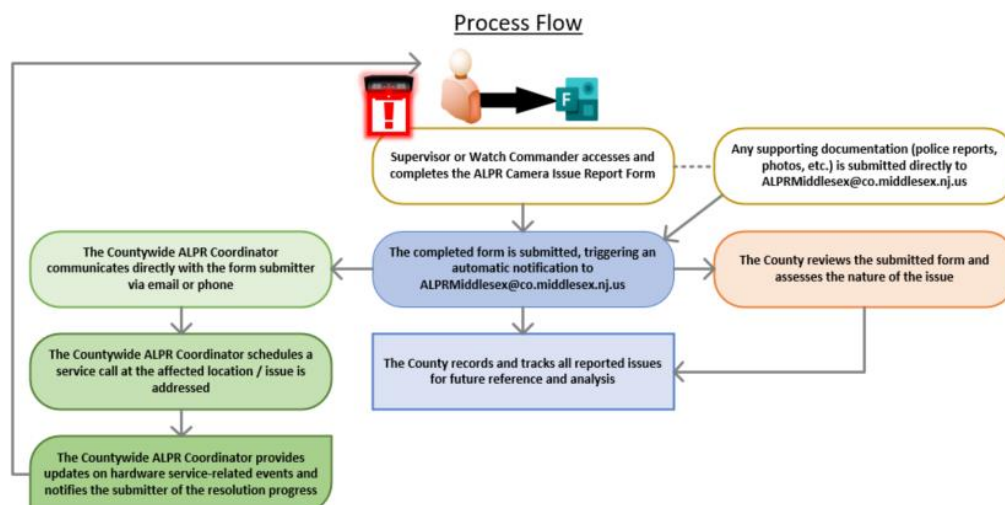 Process Flow
F
!
Supervisor or Watch Commander accesses and
completes the ALPR Camera Issue Report Form
Any supporting documentation (police reports,
photos, etc.) is submitted directly to
ALPRMiddlesex@co.middlesex.nj.us
The Countywide ALPR Coordinator
communicates directly with the form submitter
via email or phone
The completed form is submitted, triggering an
automatic notification to
ALPRMiddlesex@co.middlesex.nj.us
The County reviews the submitted form and
assesses the nature of the issue
The Countywide ALPR Coordinator schedules a
service call at the affected location / issue is
addressed
The County records and tracks all reported issues
for future reference and analysis
The Countywide ALPR Coordinator provides
updates on hardware service-related events and
notifies the submitter of the resolution progress